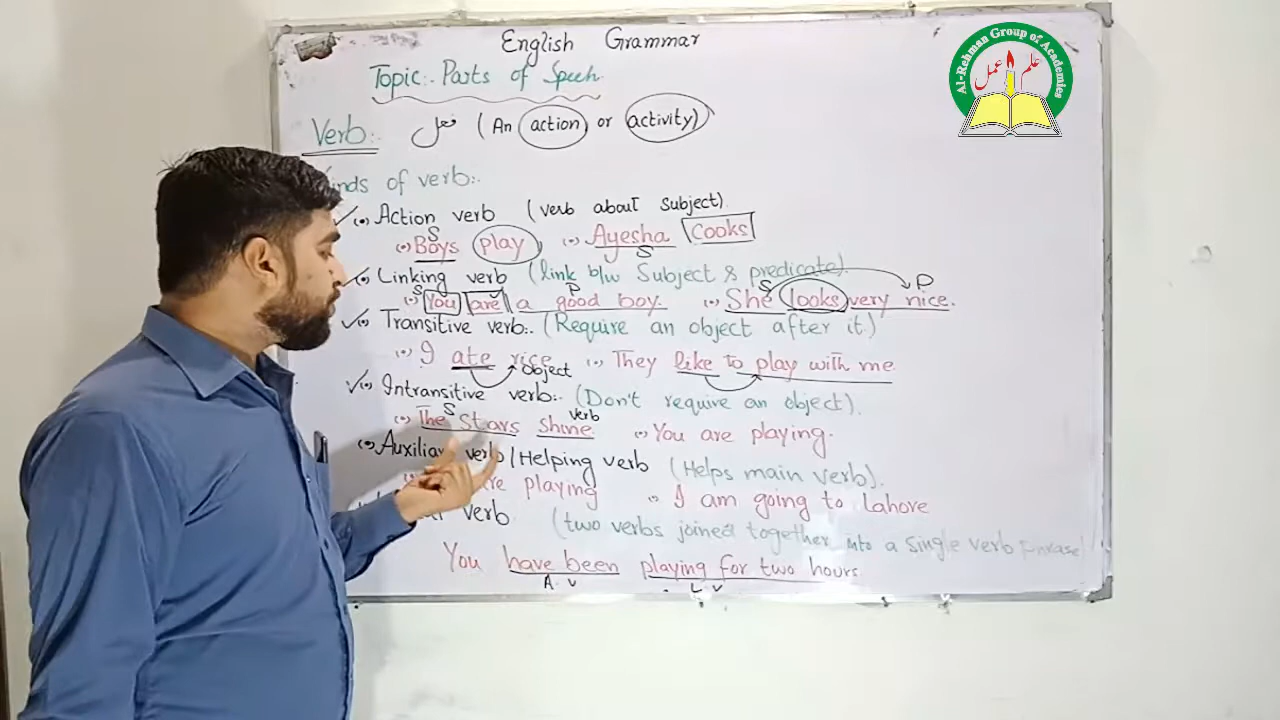 English Grammar
Topic:- Parts of Speech.
Al-Rehman Group of Academies
علم عمل
Verb:- فعل (An action or activity)
inds of verb:-
(•) Action verb (verb about Subject).
S
(•) Boys play (•) Ayesha Cooks
S
(•) Linking verb (link b/w Subject & predicate).
S P S P
(•) You are a good boy. (•) She looks very nice.
(•) Transitive verb:. (Require an object after it.)
(•) I ate rice (•) They like to play with me
object
(•) Intransitive verb:- (Don't require an object).
S verb
(•) The Stars Shine (•) You are playing.
(•) Auxiliary verb/Helping verb (Helps main verb).
are playing (•) I am going to Lahore
verb (two verbs joined together into a single verb phrase)
You have been playing for two hours
A v L v